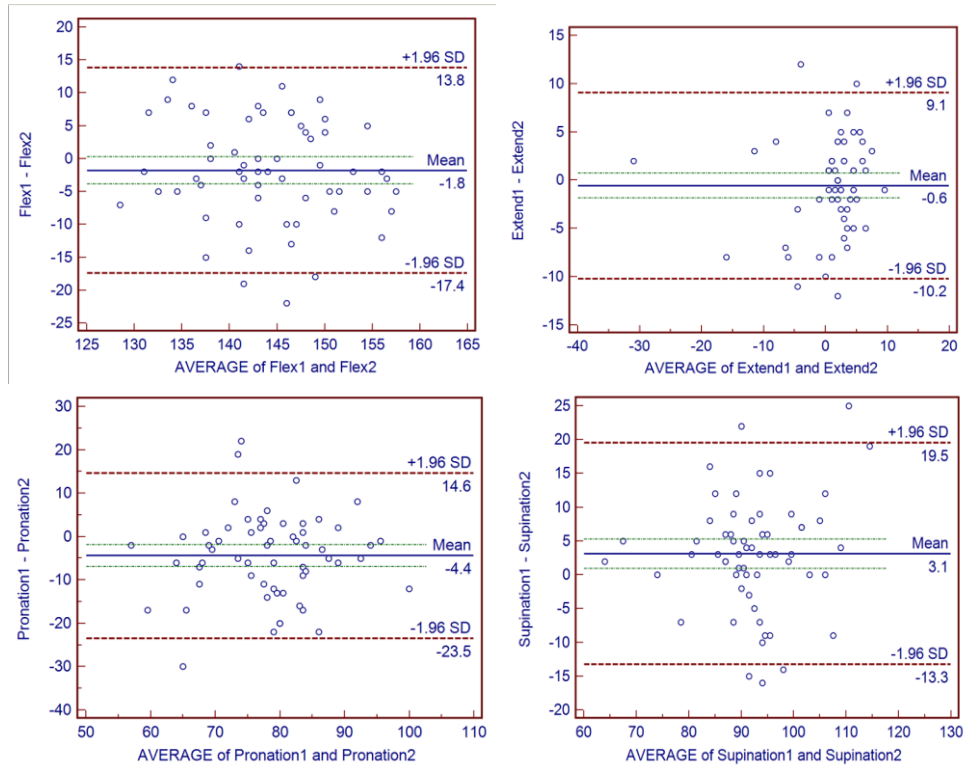 20
15
10
5
0
-5
-10
-15
-20
-25
Flex1 - Flex2
+1.96 SD
13.8
Mean
-1.8
-1.96 SD
-17.4
125 130 135 140 145 150 155 160 165
AVERAGE of Flex1 and Flex2
15
10
5
0
-5
-10
-15
Extend1 - Extend2
+1.96 SD
9.1
Mean
-0.6
-1.96 SD
-10.2
-40 -30 -20 -10 0 10 20
AVERAGE of Extend1 and Extend2
30
20
10
0
-10
-20
-30
-40
Pronation1 - Pronation2
+1.96 SD
14.6
Mean
-4.4
-1.96 SD
-23.5
50 60 70 80 90 100 110
AVERAGE of Pronation1 and Pronation2
25
20
15
10
5
0
-5
-10
-15
-20
Supination1 - Supination2
+1.96 SD
19.5
Mean
3.1
-1.96 SD
-13.3
60 70 80 90 100 110 120 130
AVERAGE of Supination1 and Supination2